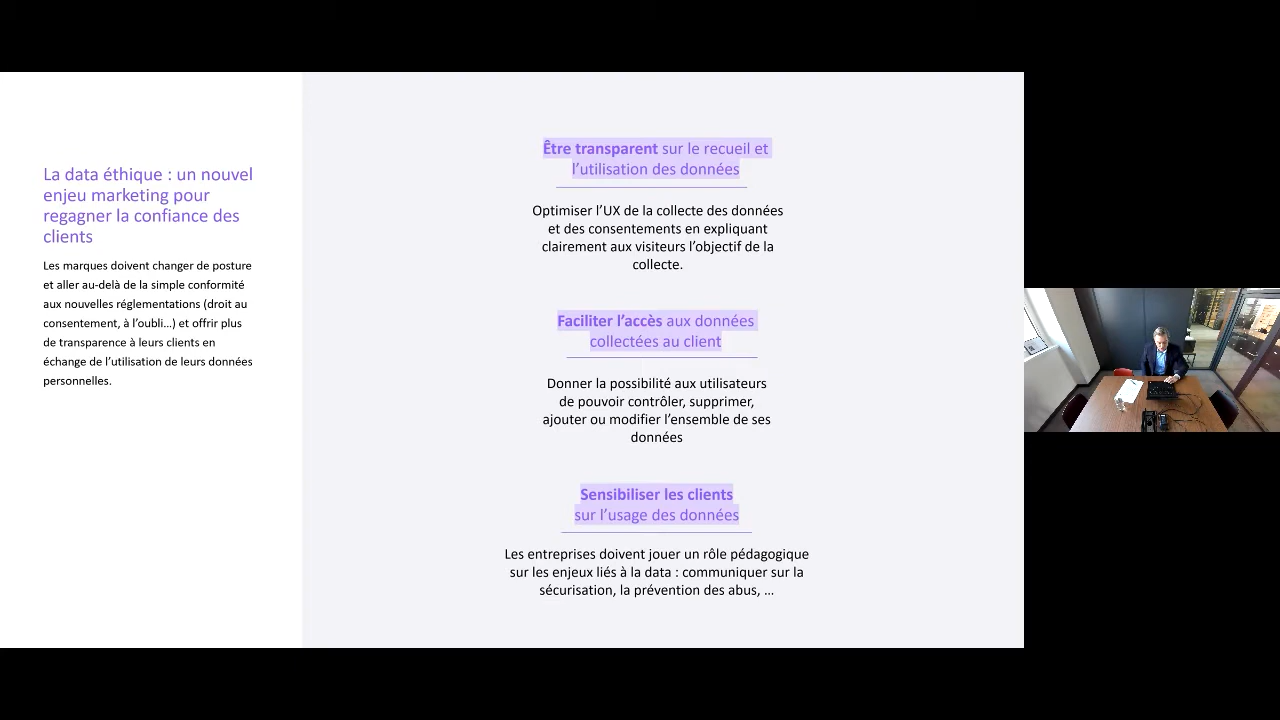 La data éthique : un nouvel
enjeu marketing pour
regagner la confiance des
clients
Les marques doivent changer de posture
et aller au-delà de la simple conformité
aux nouvelles réglementations (droit au
consentement, à l’oubli…) et offrir plus
de transparence à leurs clients en
échange de l’utilisation de leurs données
personnelles.
Être transparent sur le recueil et
l’utilisation des données
Optimiser l’UX de la collecte des données
et des consentements en expliquant
clairement aux visiteurs l’objectif de la
collecte.
Faciliter l’accès aux données
collectées au client
Donner la possibilité aux utilisateurs
de pouvoir contrôler, supprimer,
ajouter ou modifier l’ensemble de ses
données
Sensibiliser les clients
sur l’usage des données
Les entreprises doivent jouer un rôle pédagogique
sur les enjeux liés à la data : communiquer sur la
sécurisation, la prévention des abus, …